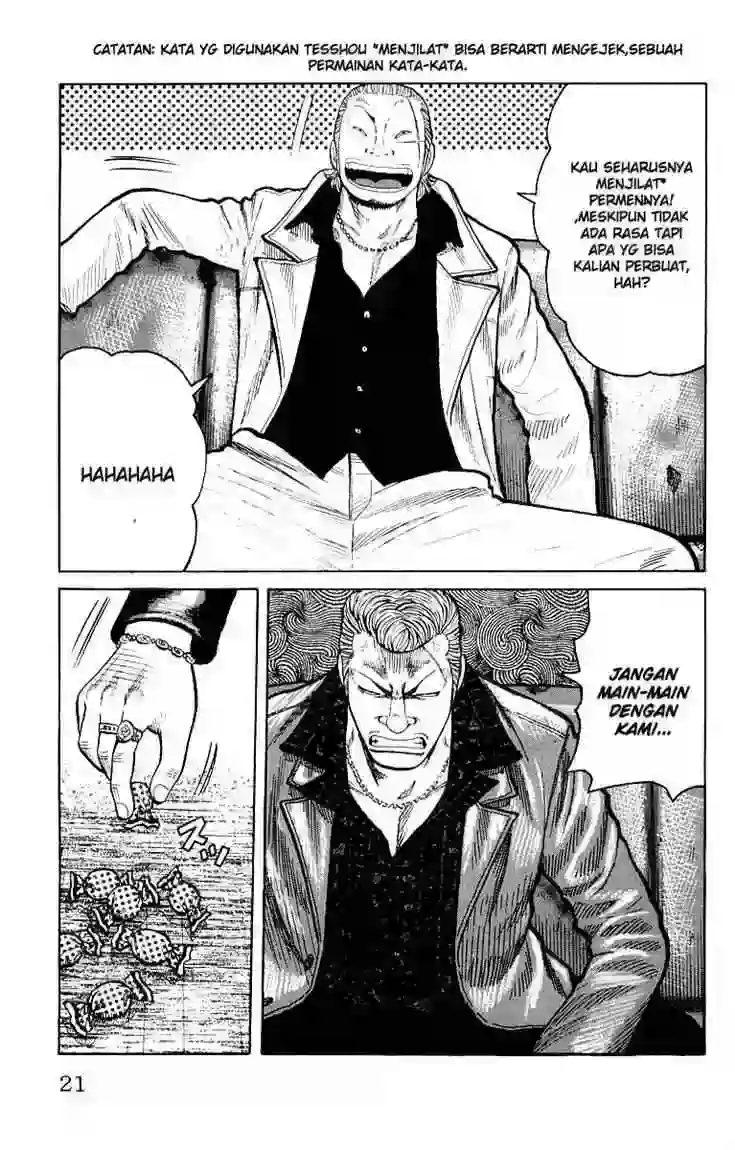 CATATAN: KATA YG DIGUNAKAN TESSHOU "MENJILAT" BISA BERARTI MENGEJEK,SEBUAH
PERMAINAN KATA-KATA.
KAU SEHARUSNYA
MENJILAT*
PERMENNYA!
,MESKIPUN TIDAK
ADA RASA TAPI
APA YG BISA
KALIAN PERBUAT,
HAH?
HAHAHAHA
JANGAN
MAIN-MAIN
DENGAN
KAMI...
21